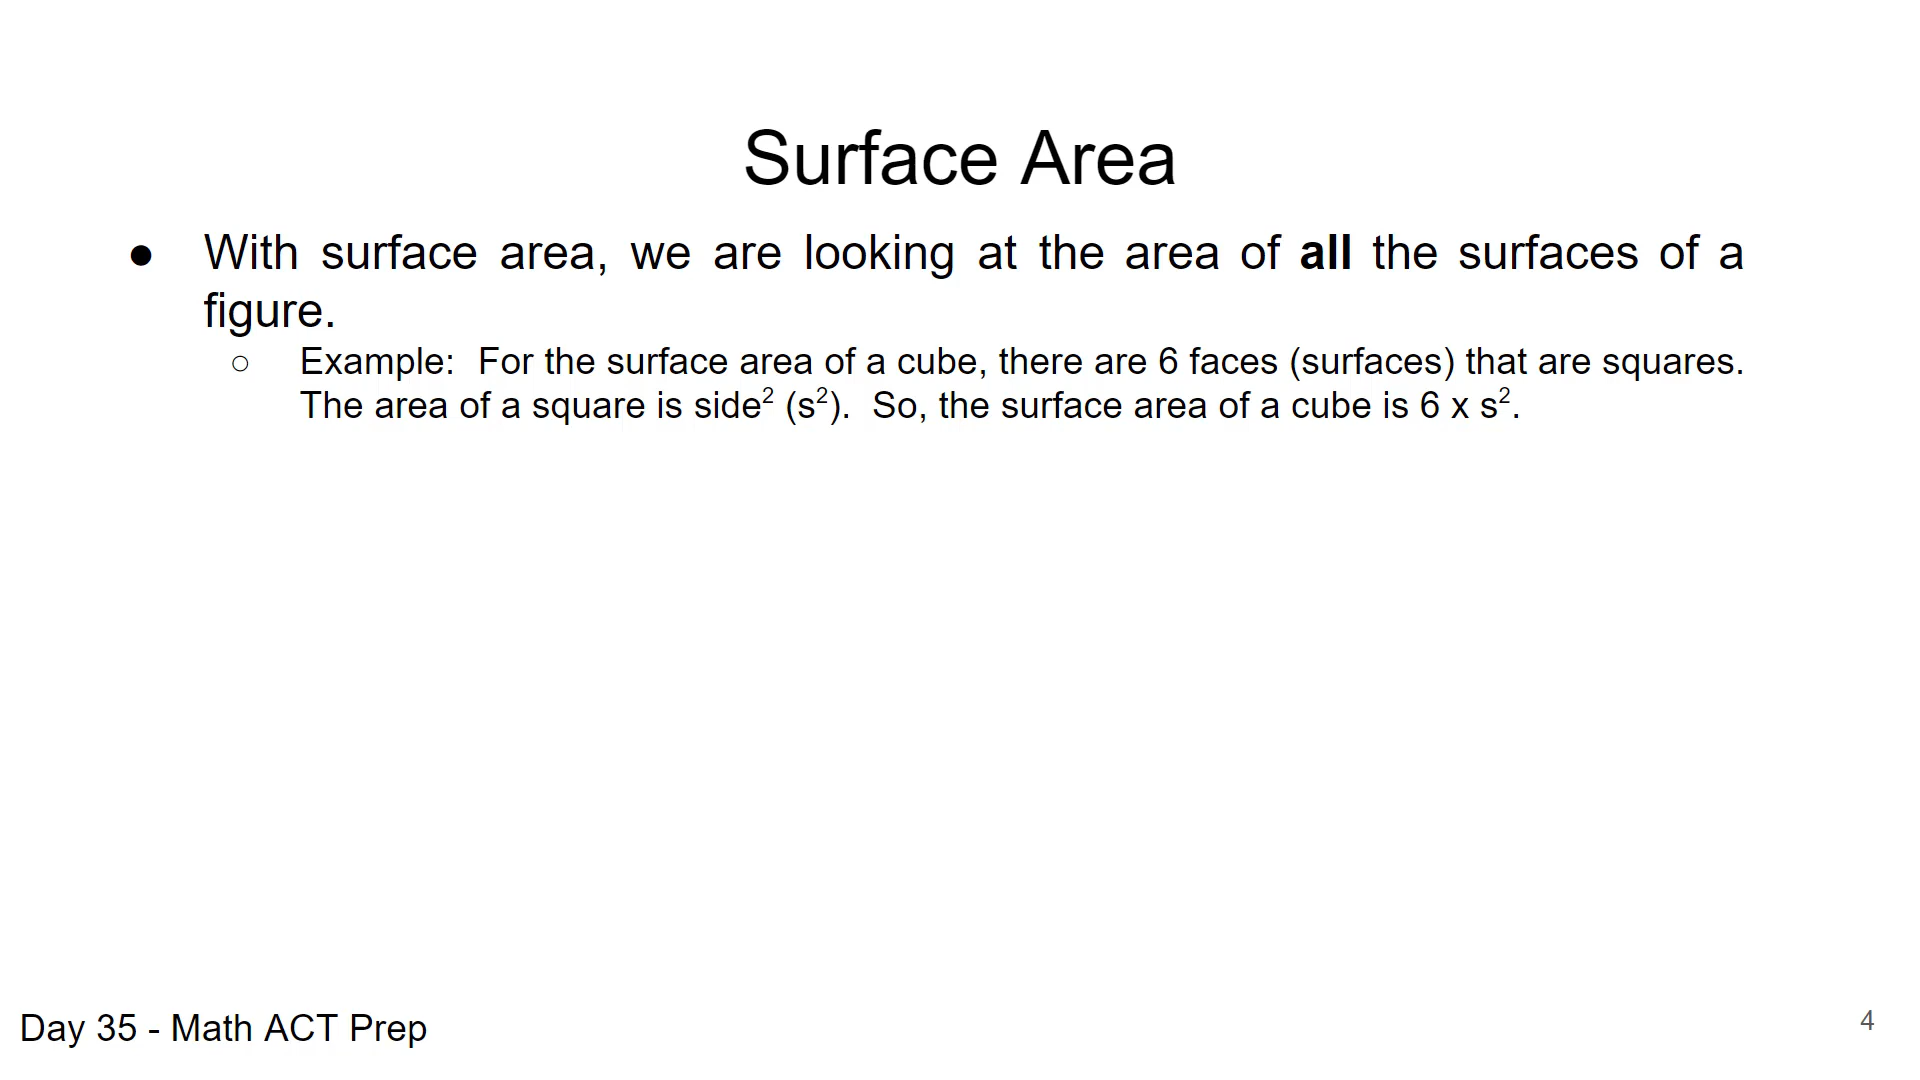 Surface Area
● With surface area, we are looking at the area of all the surfaces of a
figure.
○ Example:  For the surface area of a cube, there are 6 faces (surfaces) that are squares.
The area of a square is side² (s²).  So, the surface area of a cube is 6 x s².
Day 35 - Math ACT Prep
4